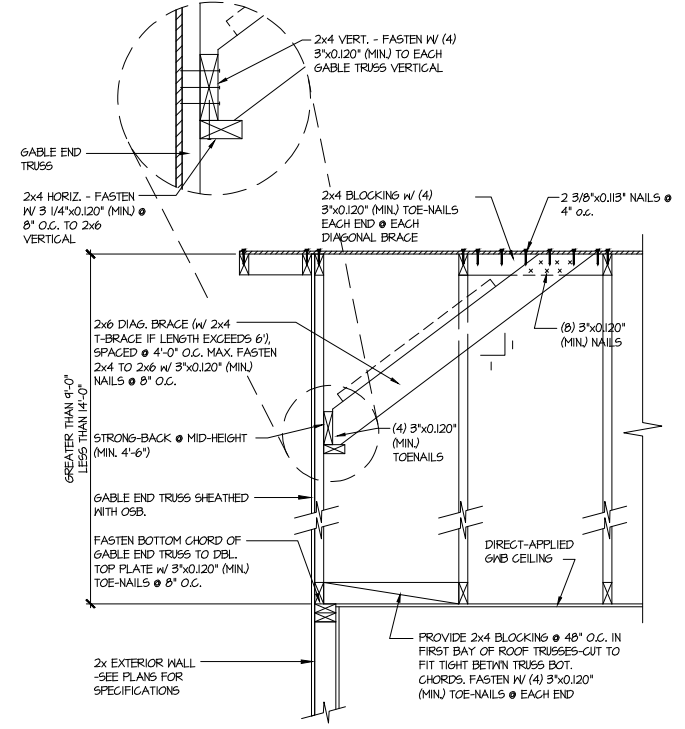 2x4 VERT. - FASTEN W/ (4)
3"x0.120" (MIN.) TO EACH
GABLE TRUSS VERTICAL
GABLE END
TRUSS
2x4 HORIZ. - FASTEN
W/ 3 1/4"x0.120" (MIN.) @
8" O.C. TO 2x6
VERTICAL
2x4 BLOCKING W/ (4)
3"x0.120" (MIN.) TOE-NAILS
EACH END @ EACH
DIAGONAL BRACE
2 3/8"x0.113" NAILS @
4" O.C.
2x6 DIAG. BRACE (W/ 2x4
T-BRACE IF LENGTH EXCEEDS 6'),
SPACED @ 4'-0" O.C. MAX. FASTEN
2x4 TO 2x6 W/ 3"x0.120" (MIN.)
NAILS @ 8" O.C.
(8) 3"x0.120"
(MIN.) NAILS
1
1
GREATER THAN 9'-0"
LESS THAN 14'-0"
STRONG-BACK @ MID-HEIGHT
(MIN. 4'-6")
(4) 3"x0.120"
(MIN.)
TOENAILS
GABLE END TRUSS SHEATHED
WITH OSB.
FASTEN BOTTOM CHORD OF
GABLE END TRUSS TO DBL.
TOP PLATE W/ 3"x0.120" (MIN.)
TOE-NAILS @ 8" O.C.
DIRECT-APPLIED
GWB CEILING
2x EXTERIOR WALL
-SEE PLANS FOR
SPECIFICATIONS
PROVIDE 2x4 BLOCKING @ 48" O.C. IN
FIRST BAY OF ROOF TRUSSES-CUT TO
FIT TIGHT BETW'N TRUSS BOT.
CHORDS. FASTEN W/ (4) 3"x0.120"
(MIN.) TOE-NAILS @ EACH END